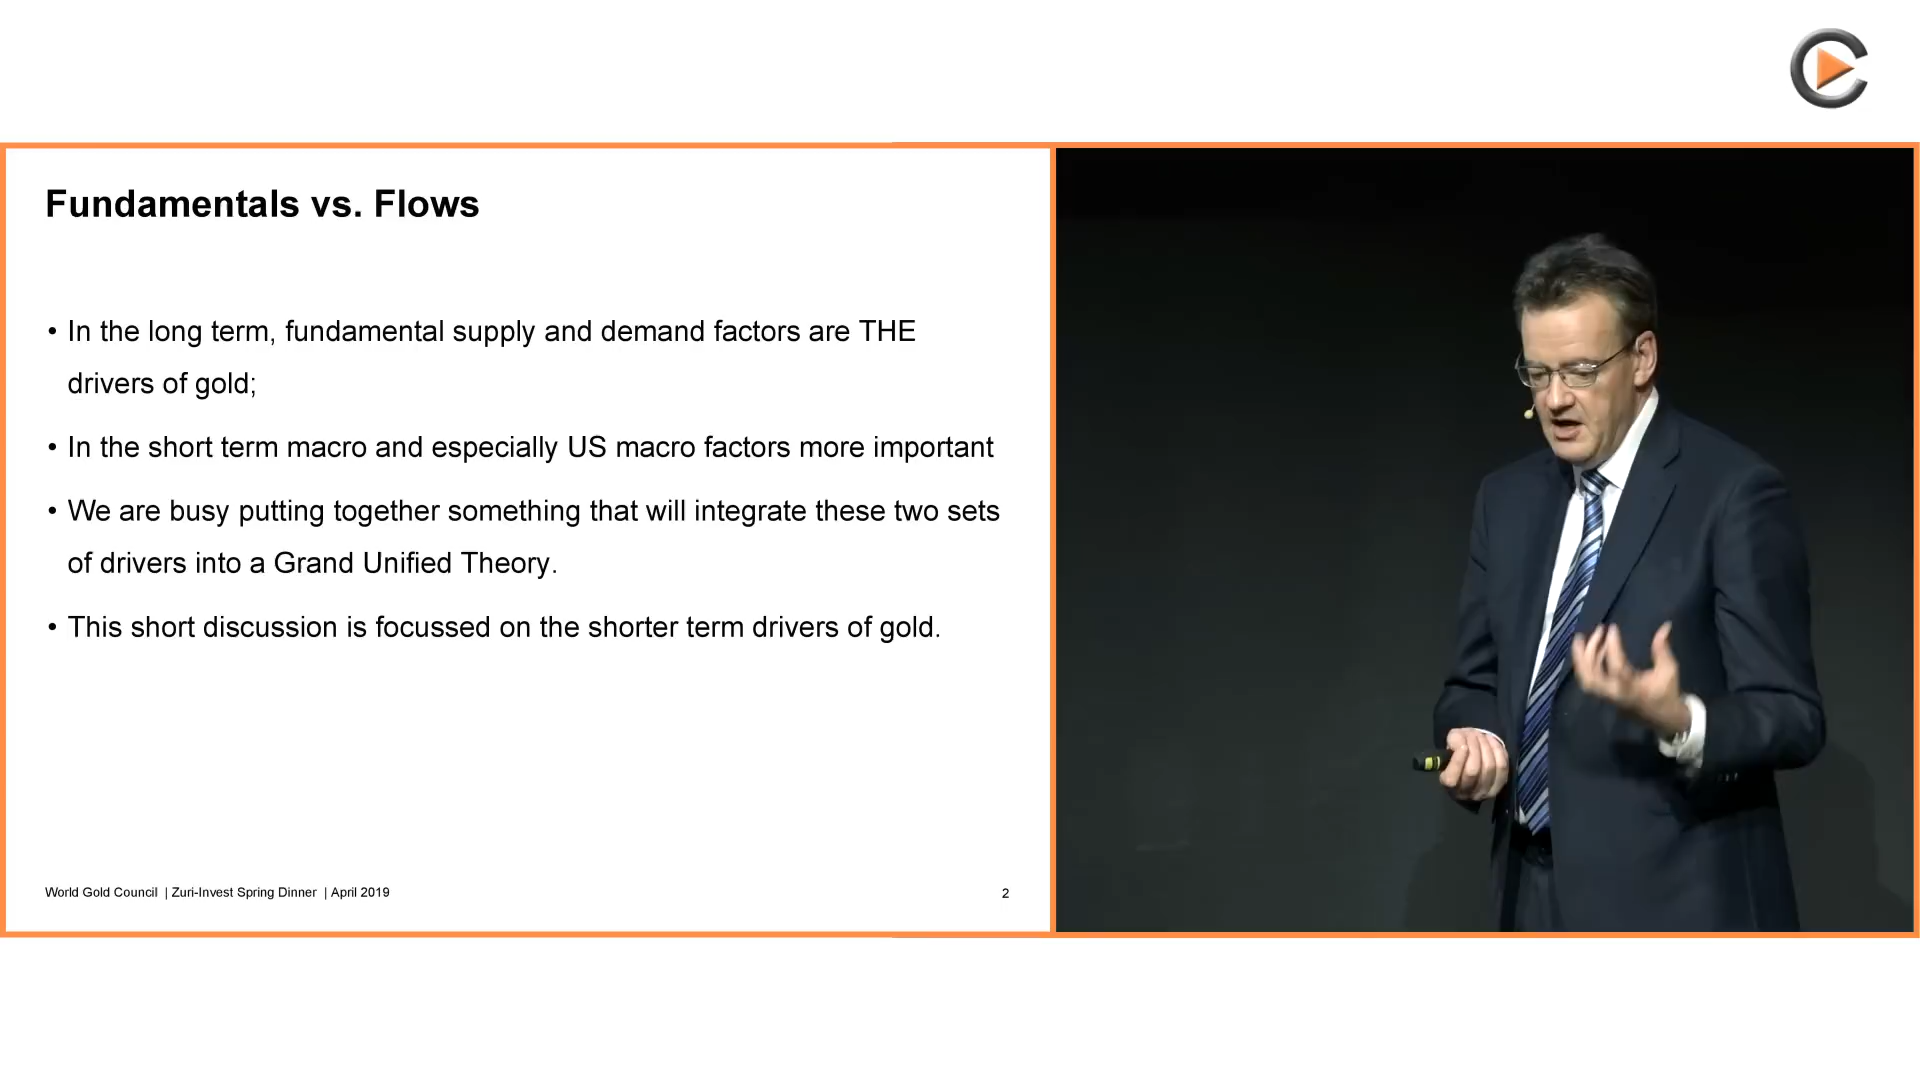 Fundamentals vs. Flows
• In the long term, fundamental supply and demand factors are THE
drivers of gold;
• In the short term macro and especially US macro factors more important
• We are busy putting together something that will integrate these two sets
of drivers into a Grand Unified Theory.
• This short discussion is focussed on the shorter term drivers of gold.
World Gold Council | Zuri-Invest Spring Dinner | April 2019
2